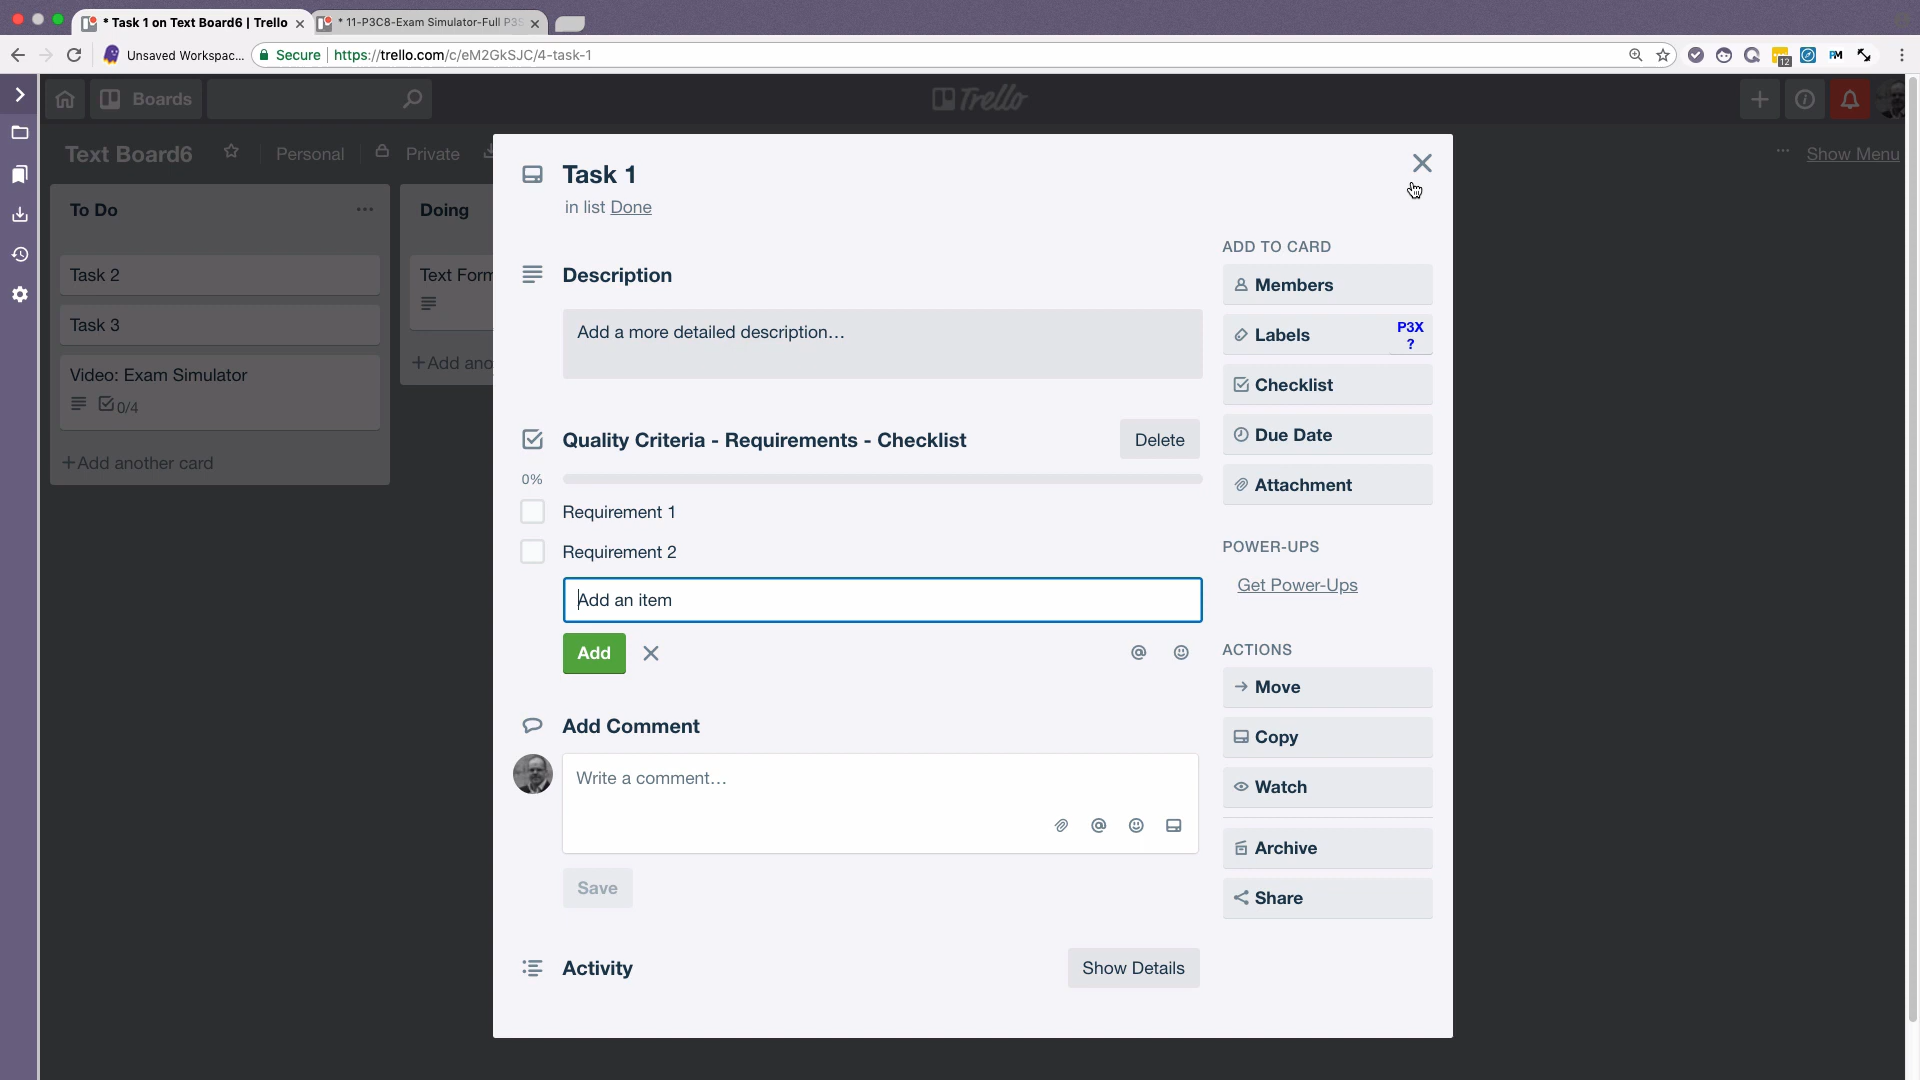 * Task 1 on Text Board6 | Trello
* 11-P3C8-Exam Simulator-Full P3S
Unsaved Workspac...
Secure
https://trello.com/c/eM2GkSJC/4-task-1
12
PM
Boards
Trello
Text Board6
Personal
Private
Show Menu
To Do
Task 2
Task 3
Video: Exam Simulator
0/4
+Add another card
Doing
Text Form
+Add ano
Task 1
in list Done
Description
Add a more detailed description…
Quality Criteria - Requirements - Checklist
Delete
0%
Requirement 1
Requirement 2
Add an item
Add
Add Comment
Write a comment…
Save
Activity
Show Details
ADD TO CARD
Members
Labels
P3X
?
Checklist
Due Date
Attachment
POWER-UPS
Get Power-Ups
ACTIONS
Move
Copy
Watch
Archive
Share